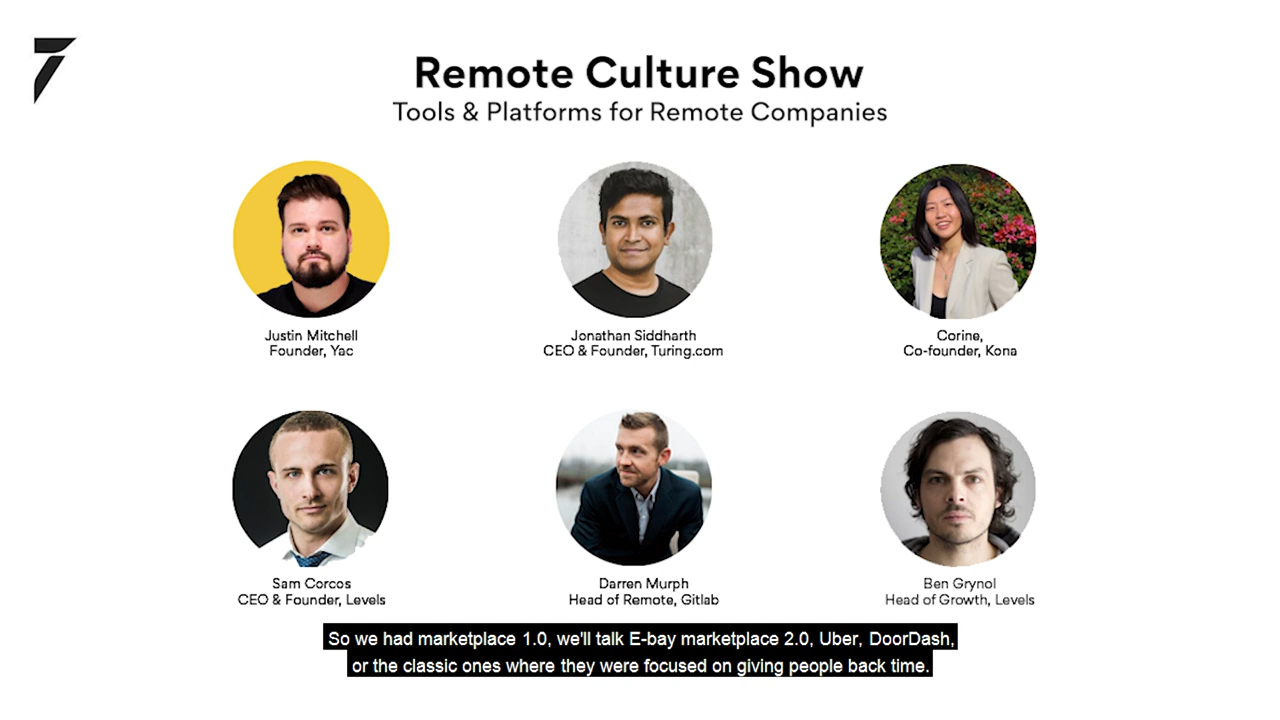 Remote Culture Show
Tools & Platforms for Remote Companies
Justin Mitchell
Founder, Yac
Jonathan Siddharth
CEO & Founder, Turing.com
Corine,
Co-founder, Kona
Sam Corcos
CEO & Founder, Levels
Darren Murph
Head of Remote, Gitlab
Ben Grynol
Head of Growth, Levels
So we had marketplace 1.0, we'll talk E-bay marketplace 2.0, Uber, DoorDash,
or the classic ones where they were focused on giving people back time.